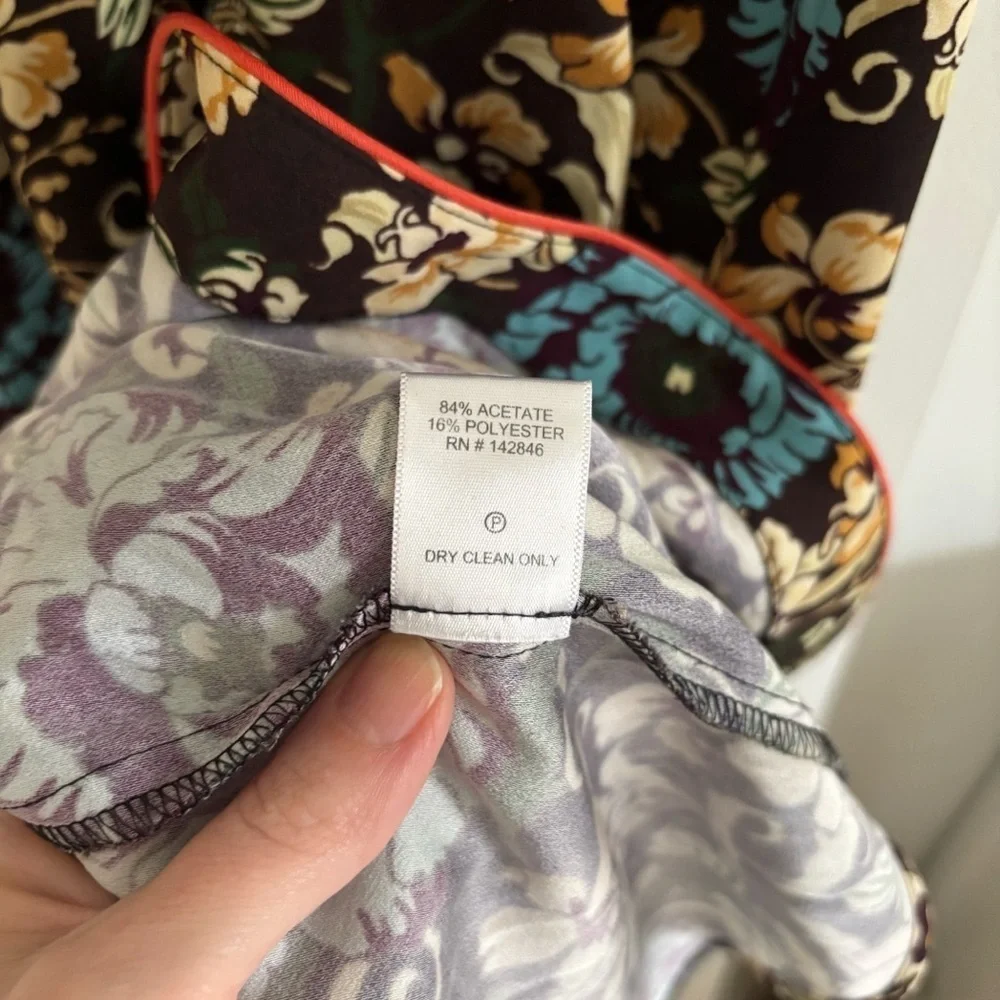 84% ACETATE
16% POLYESTER
RN # 142846
Ⓟ
DRY CLEAN ONLY